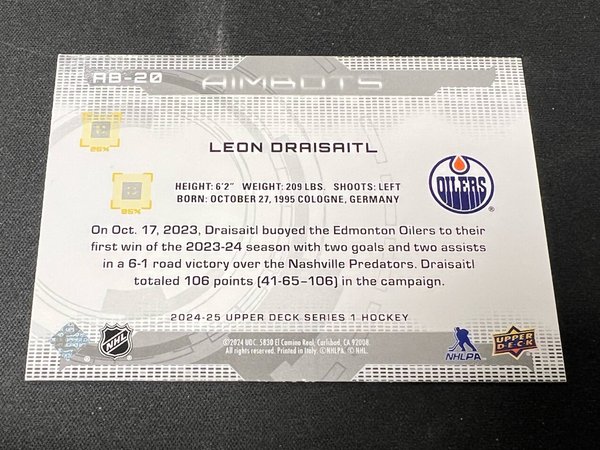 AB-20 AIMBOTS
25%
LEON DRAISAITL
25%
HEIGHT: 6'2" WEIGHT: 209 LBS. SHOOTS: LEFT
BORN: OCTOBER 27, 1995 COLOGNE, GERMANY
OILERS
On Oct. 17, 2023, Draisaitl buoyed the Edmonton Oilers to their
first win of the 2023-24 season with two goals and two assists
in a 6-1 road victory over the Nashville Predators. Draisaitl
totaled 106 points (41-65–106) in the campaign.
2024-25 UPPER DECK SERIES 1 HOCKEY
NHL
©2024 UDC. 5830 El Camino Real, Carlsbad, CA 92008.
All rights reserved. Printed in Italy. ©NHLPA. © NHL.
NHLPA
UPPER
D·E·C·K